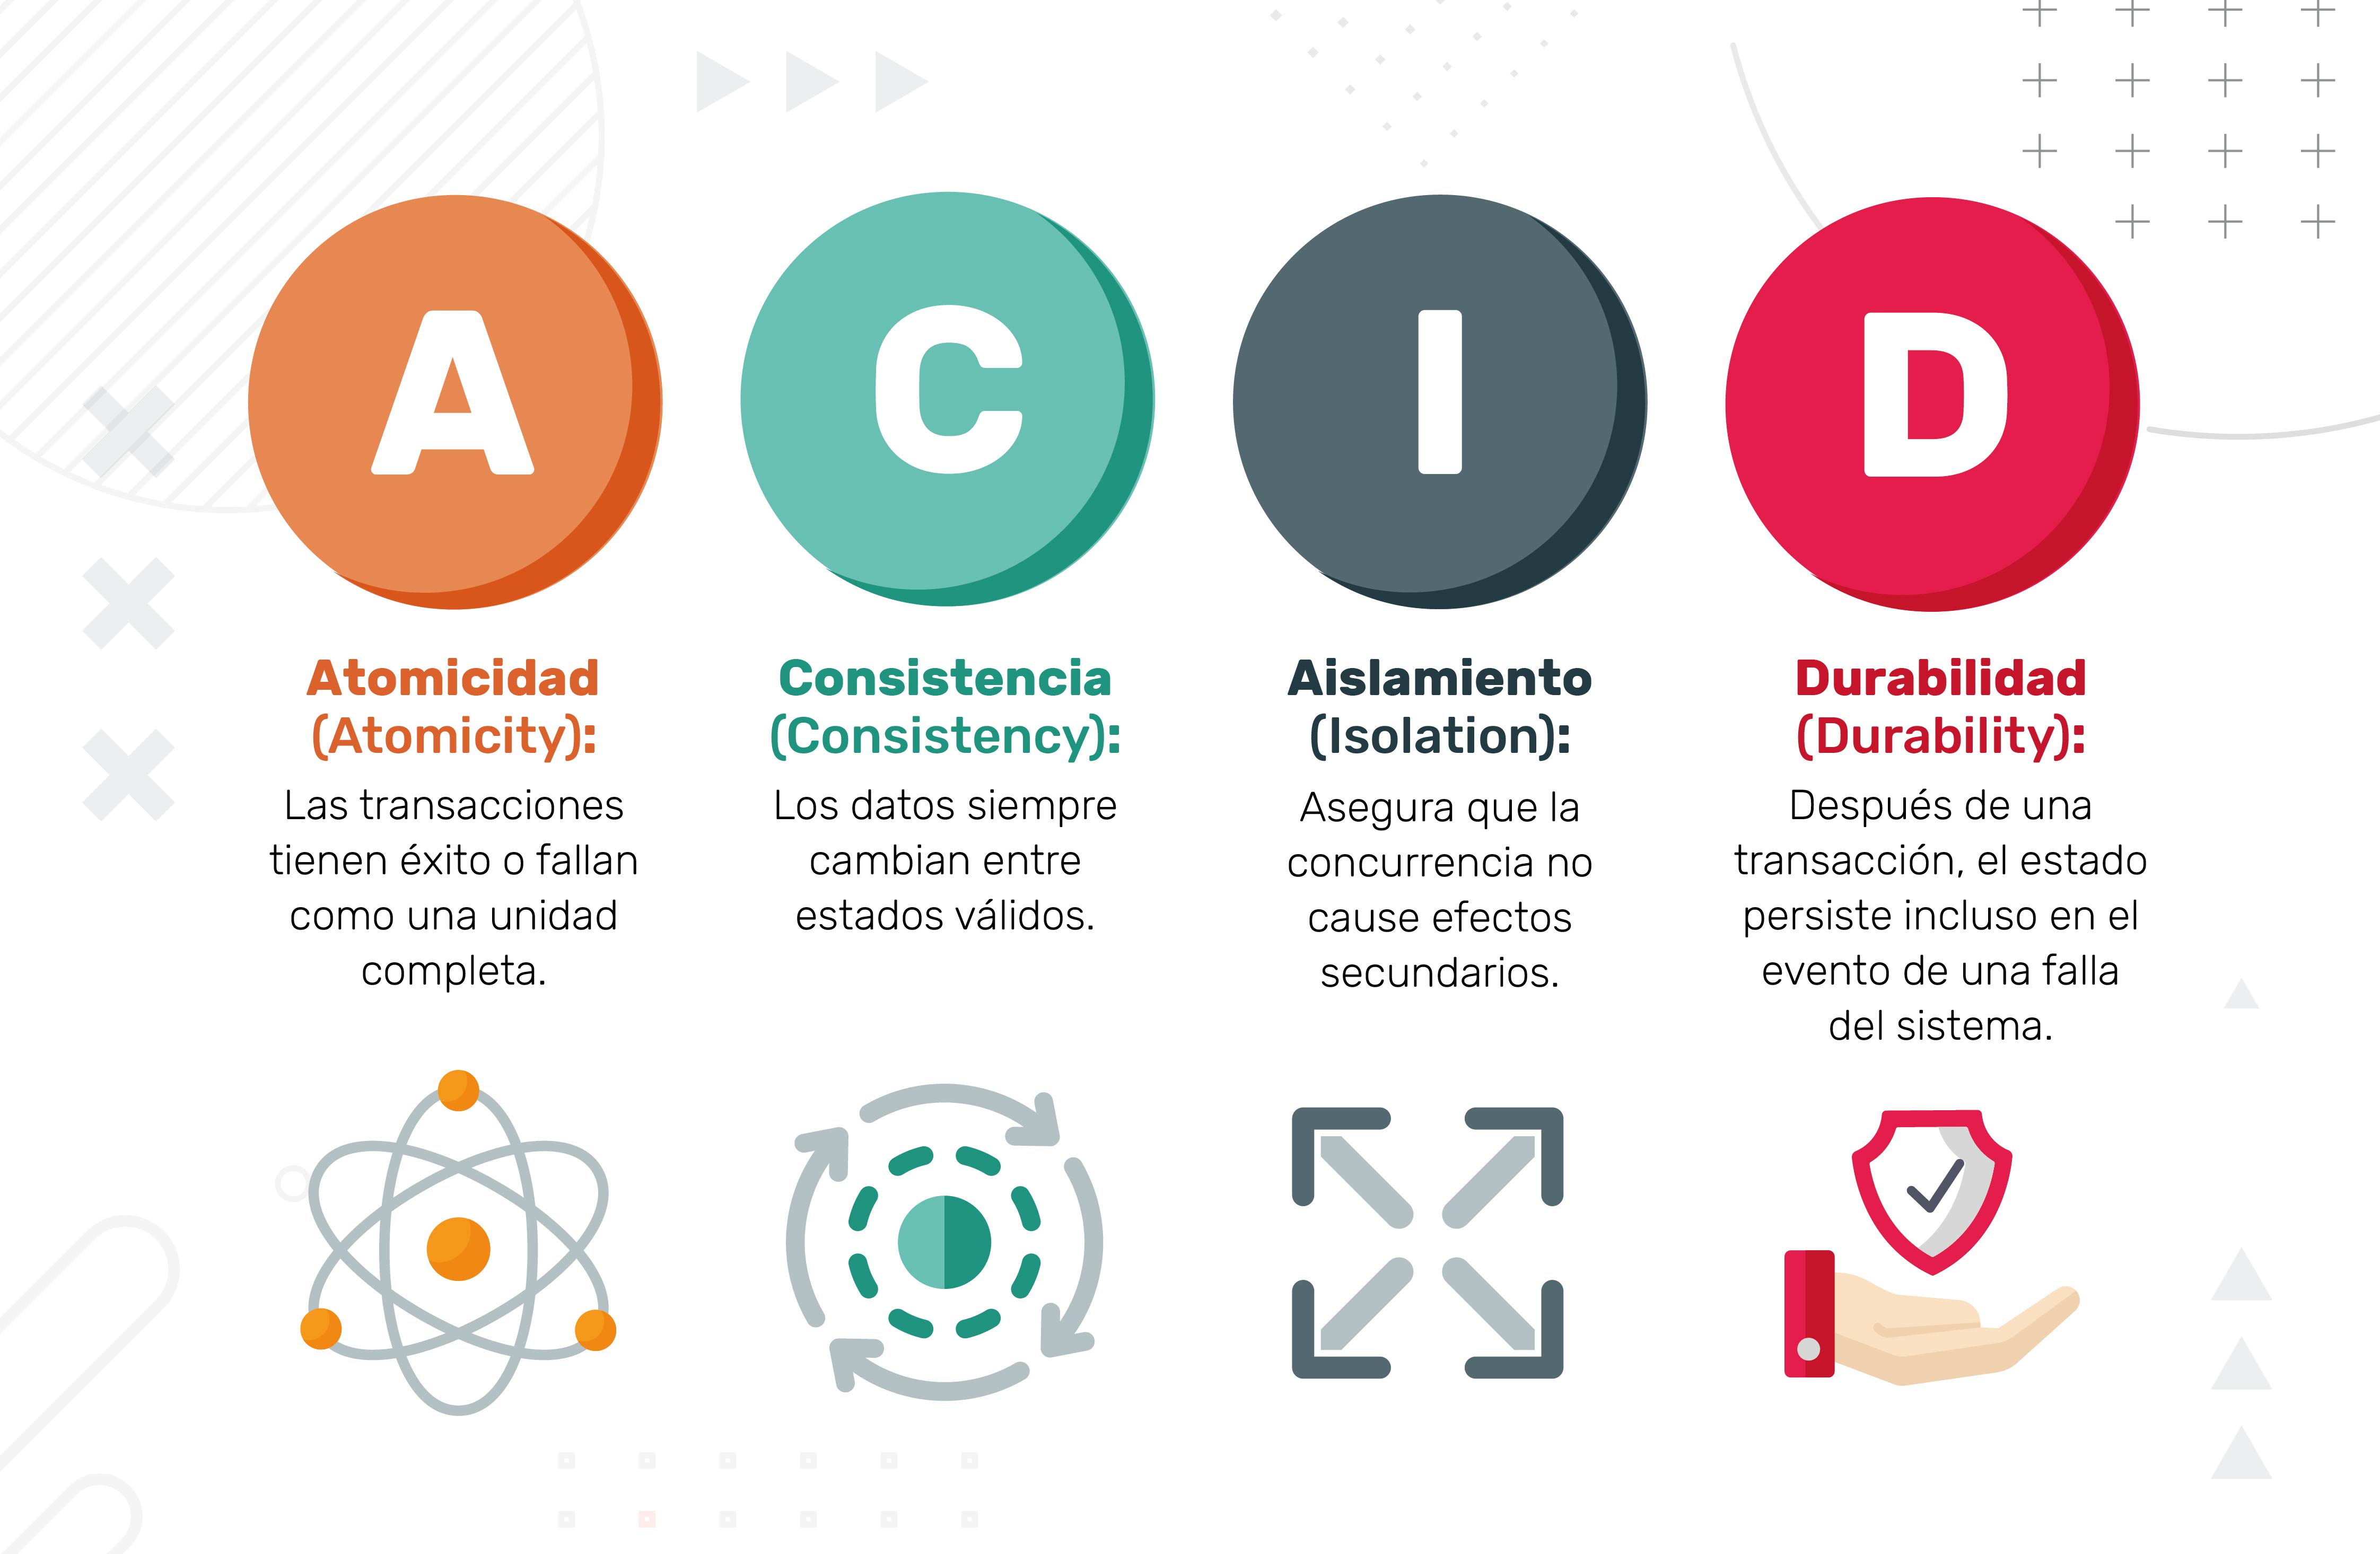 A
Atomicidad
(Atomicity):
Las transacciones
tienen éxito o fallan
como una unidad
completa.
C
Consistencia
(Consistency):
Los datos siempre
cambian entre
estados válidos.
I
Aislamiento
(Isolation):
Asegura que la
concurrencia no
cause efectos
secundarios.
D
Durabilidad
(Durability):
Después de una
transacción, el estado
persiste incluso en el
evento de una falla
del sistema.